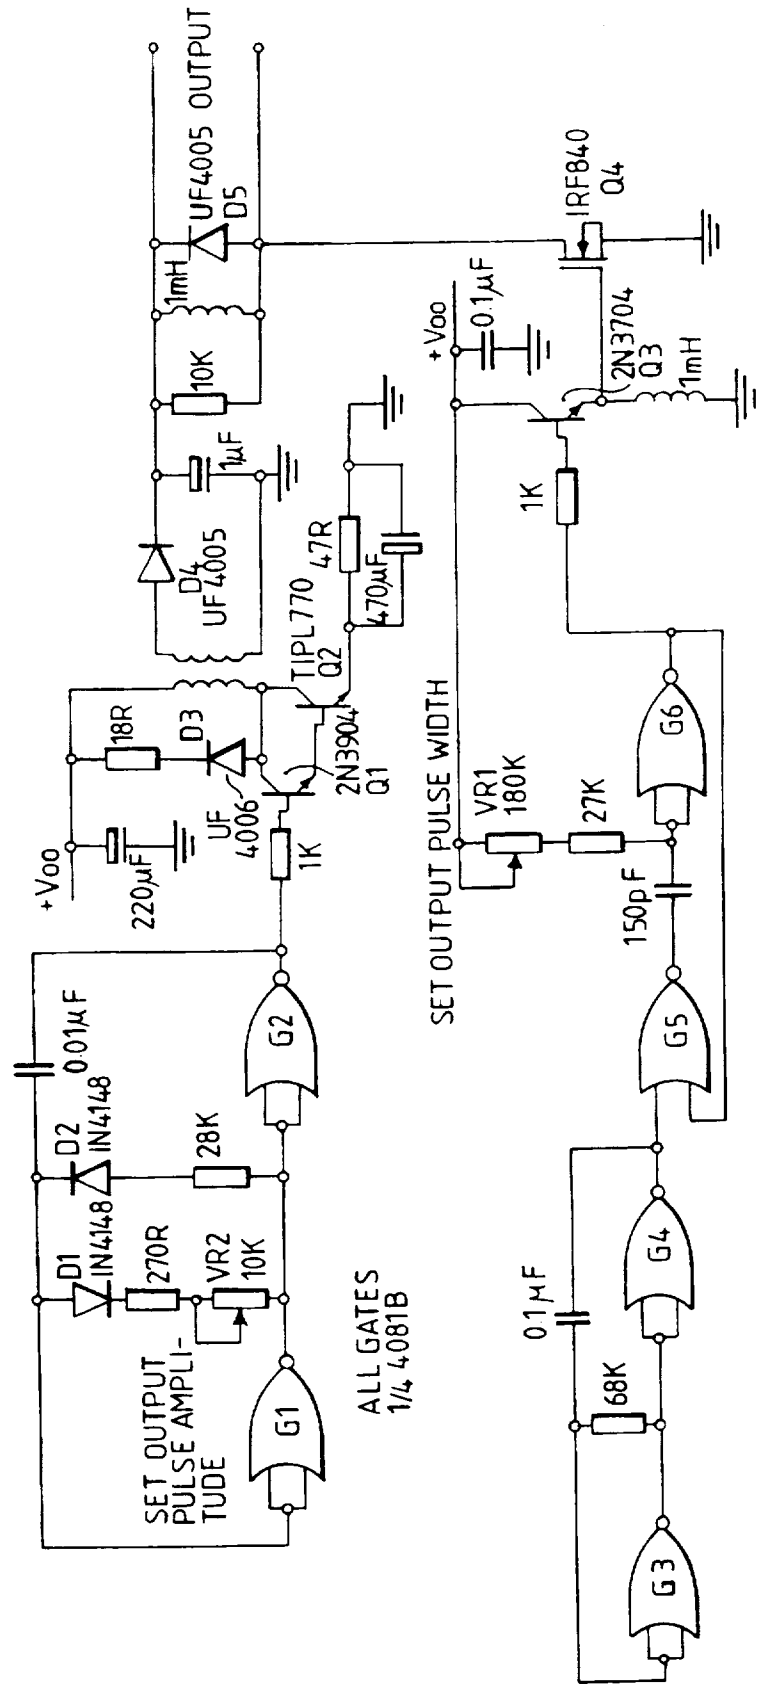 +Voo
220µF
18R
D3
UF
4006
1K
2N3904
Q1
TIPL770
Q2
47R
470µF
D4
UF4005
1µF
10K
1mH
UF4005 OUTPUT
D5
0.01µF
D1
IN4148
D2
IN4148
270R
VR2
10K
28K
SET OUTPUT
PULSE AMPLI-
TUDE
G1
G2
ALL GATES
1/4 4081B
SET OUTPUT PULSE WIDTH
VR1
180K
27K
150pF
+Voo
0.1µF
1K
2N3704
Q3
1mH
IRF840
Q4
0.1µF
68K
G3
G4
G5
G6